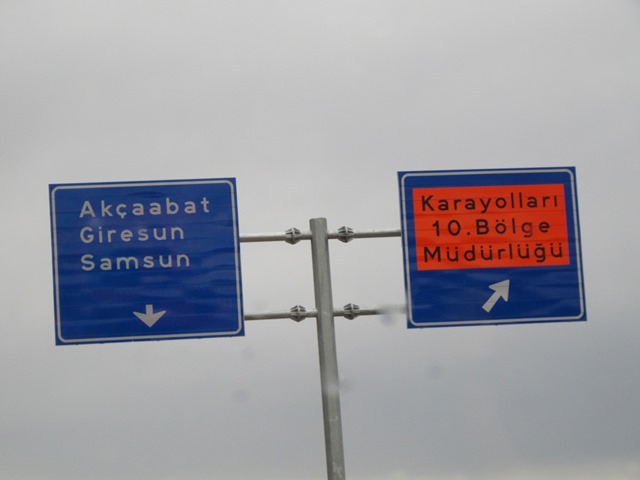 Akçaabat
Giresun
Samsun
Karayolları
10.Bölge
Müdürlüğü